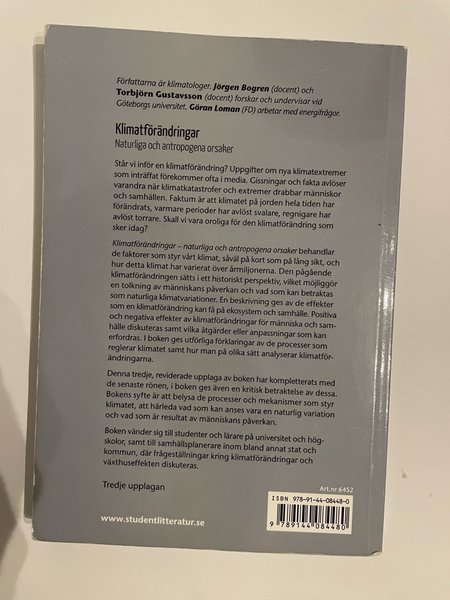 Författarna är klimatologer. Jörgen Bogren (docent) och
Torbjörn Gustavsson (docent) forskar och undervisar vid
Göteborgs universitet. Göran Loman (FD) arbetar med energifrågor.
Klimatförändringar
Naturliga och antropogena orsaker
Står vi inför en klimatförändring? Uppgifter om nya klimatextremer
som inträffat förekommer ofta i media. Gissningar och fakta avlöser
varandra när klimatkatastrofer och extremer drabbar människor
och samhällen. Faktum är att klimatet på jorden hela tiden har
förändrats, varmare perioder har avlöst svalare, regnigare har
avlöst torrare. Skall vi vara oroliga för den klimatförändring som
sker idag?
Klimatförändringar – naturliga och antropogena orsaker behandlar
de faktorer som styr vårt klimat, såväl på kort som på lång sikt, och
hur detta klimat har varierat över årmiljonerna. Den pågående
klimatförändringen sätts i ett historiskt perspektiv, vilket möjliggör
en tolkning av människans påverkan och vad som kan betraktas
som naturliga klimatvariationer. En beskrivning ges av de effekter
som en klimatförändring kan få på ekosystem och samhälle. Positiva
och negativa effekter av klimatförändringar för människa och sam-
hälle diskuteras samt vilka åtgärder eller anpassningar som kan
erfordras. I boken ges utförliga förklaringar av de processer som
reglerar klimatet samt hur man på olika sätt analyserar klimatför-
ändringarna.
Denna tredje, reviderade upplaga av boken har kompletterats med
de senaste rönen, i boken ges även en kritisk betraktelse av dessa.
Bokens syfte är att belysa de processer och mekanismer som styr
klimatet, att härleda vad som kan anses vara en naturlig variation
och vad som är resultat av människans påverkan.
Boken vänder sig till studenter och lärare på universitet och hög-
skolor, samt till samhällsplanerare inom bland annat stat och
kommun, där frågeställningar kring klimatförändringar och
växthuseffekten diskuteras.
Tredje upplagan
Art.nr 6452
ISBN 978-91-44-08448-0
9 789144 084480
www.studentlitteratur.se